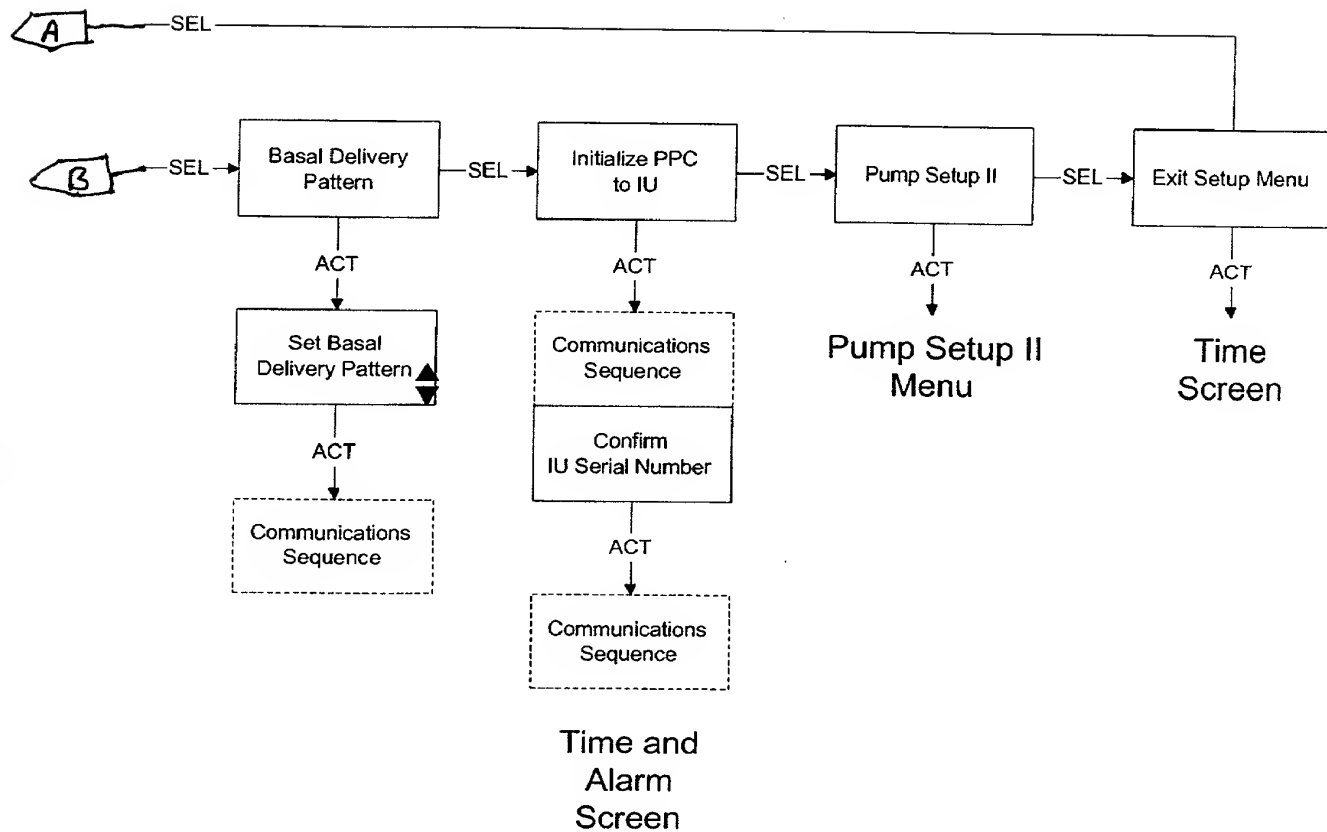 A
SEL
B
SEL
Basal Delivery
Pattern
SEL
Initialize PPC
to IU
SEL
Pump Setup II
SEL
Exit Setup Menu
ACT
ACT
ACT
ACT
Set Basal
Delivery Pattern
Communications
Sequence
Pump Setup II
Menu
Time
Screen
ACT
Confirm
IU Serial Number
Communications
Sequence
ACT
Communications
Sequence
Time and
Alarm
Screen